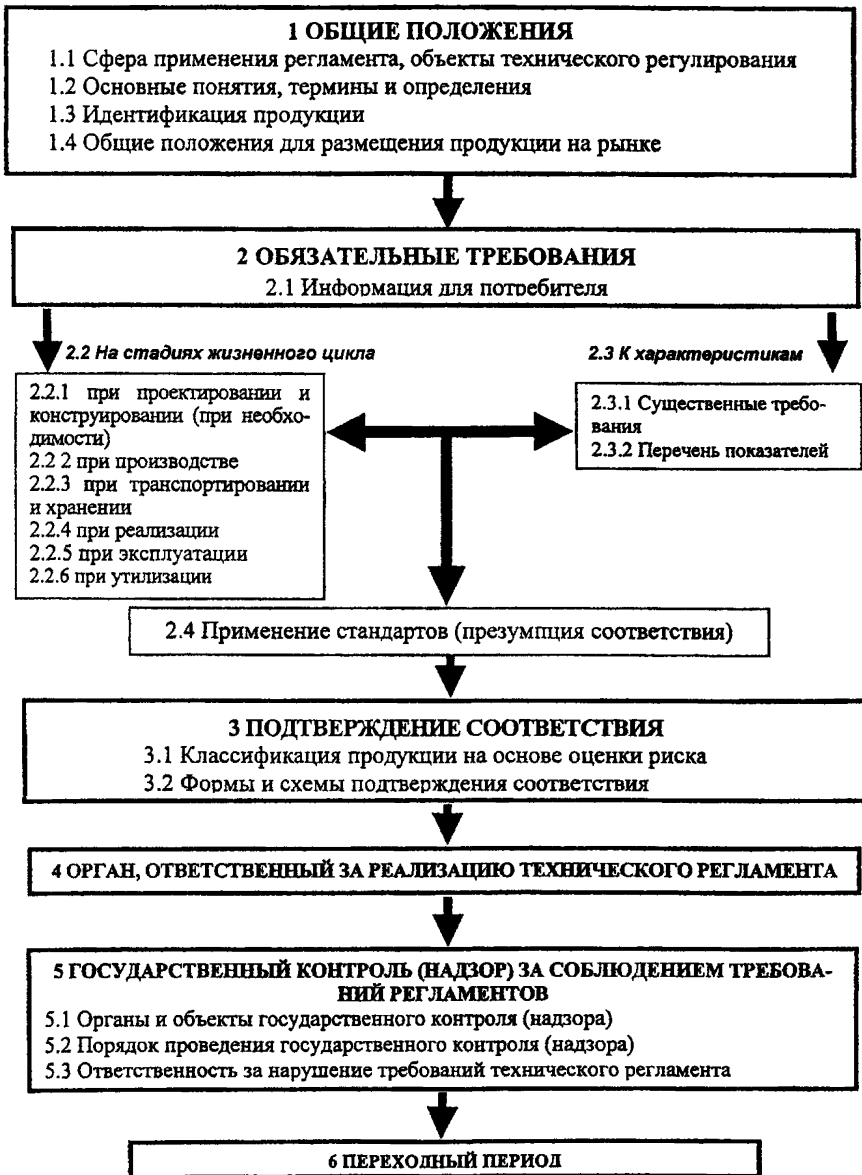 1 ОБЩИЕ ПОЛОЖЕНИЯ
1.1 Сфера применения регламента, объекты технического регулирования
1.2 Основные понятия, термины и определения
1.3 Идентификация продукции
1.4 Общие положения для размещения продукции на рынке
2 ОБЯЗАТЕЛЬНЫЕ ТРЕБОВАНИЯ
2.1 Информация для потребителя
2.2 На стадиях жизненного цикла
2.2.1 при проектировании и
конструировании (при необхо-
димости)
2.2 2 при производстве
2.2.3 при транспортировании
и хранении
2.2.4 при реализации
2.2.5 при эксплуатации
2.2.6 при утилизации
2.3 К характеристикам
2.3.1 Существенные требо-
вания
2.3.2 Перечень показателей
2.4 Применение стандартов (презумпция соответствия)
3 ПОДТВЕРЖДЕНИЕ СООТВЕТСТВИЯ
3.1 Классификация продукции на основе оценки риска
3.2 Формы и схемы подтверждения соответствия
4 ОРГАН, ОТВЕТСТВЕННЫЙ ЗА РЕАЛИЗАЦИЮ ТЕХНИЧЕСКОГО РЕГЛАМЕНТА
5 ГОСУДАРСТВЕННЫЙ КОНТРОЛЬ (НАДЗОР) ЗА СОБЛЮДЕНИЕМ ТРЕБОВА-
НИЙ РЕГЛАМЕНТОВ
5.1 Органы и объекты государственного контроля (надзора)
5.2 Порядок проведения государственного контроля (надзора)
5.3 Ответственность за нарушение требований технического регламента
6 ПЕРЕХОДНЫЙ ПЕРИОД